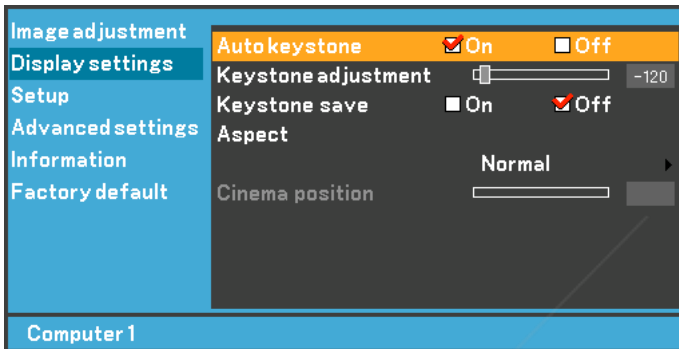 Image adjustment
Display settings
Setup
Advanced settings
Information
Factory default
Auto keystone On Off
Keystone adjustment -120
Keystone save On Off
Aspect
Normal
Cinema position
Computer 1